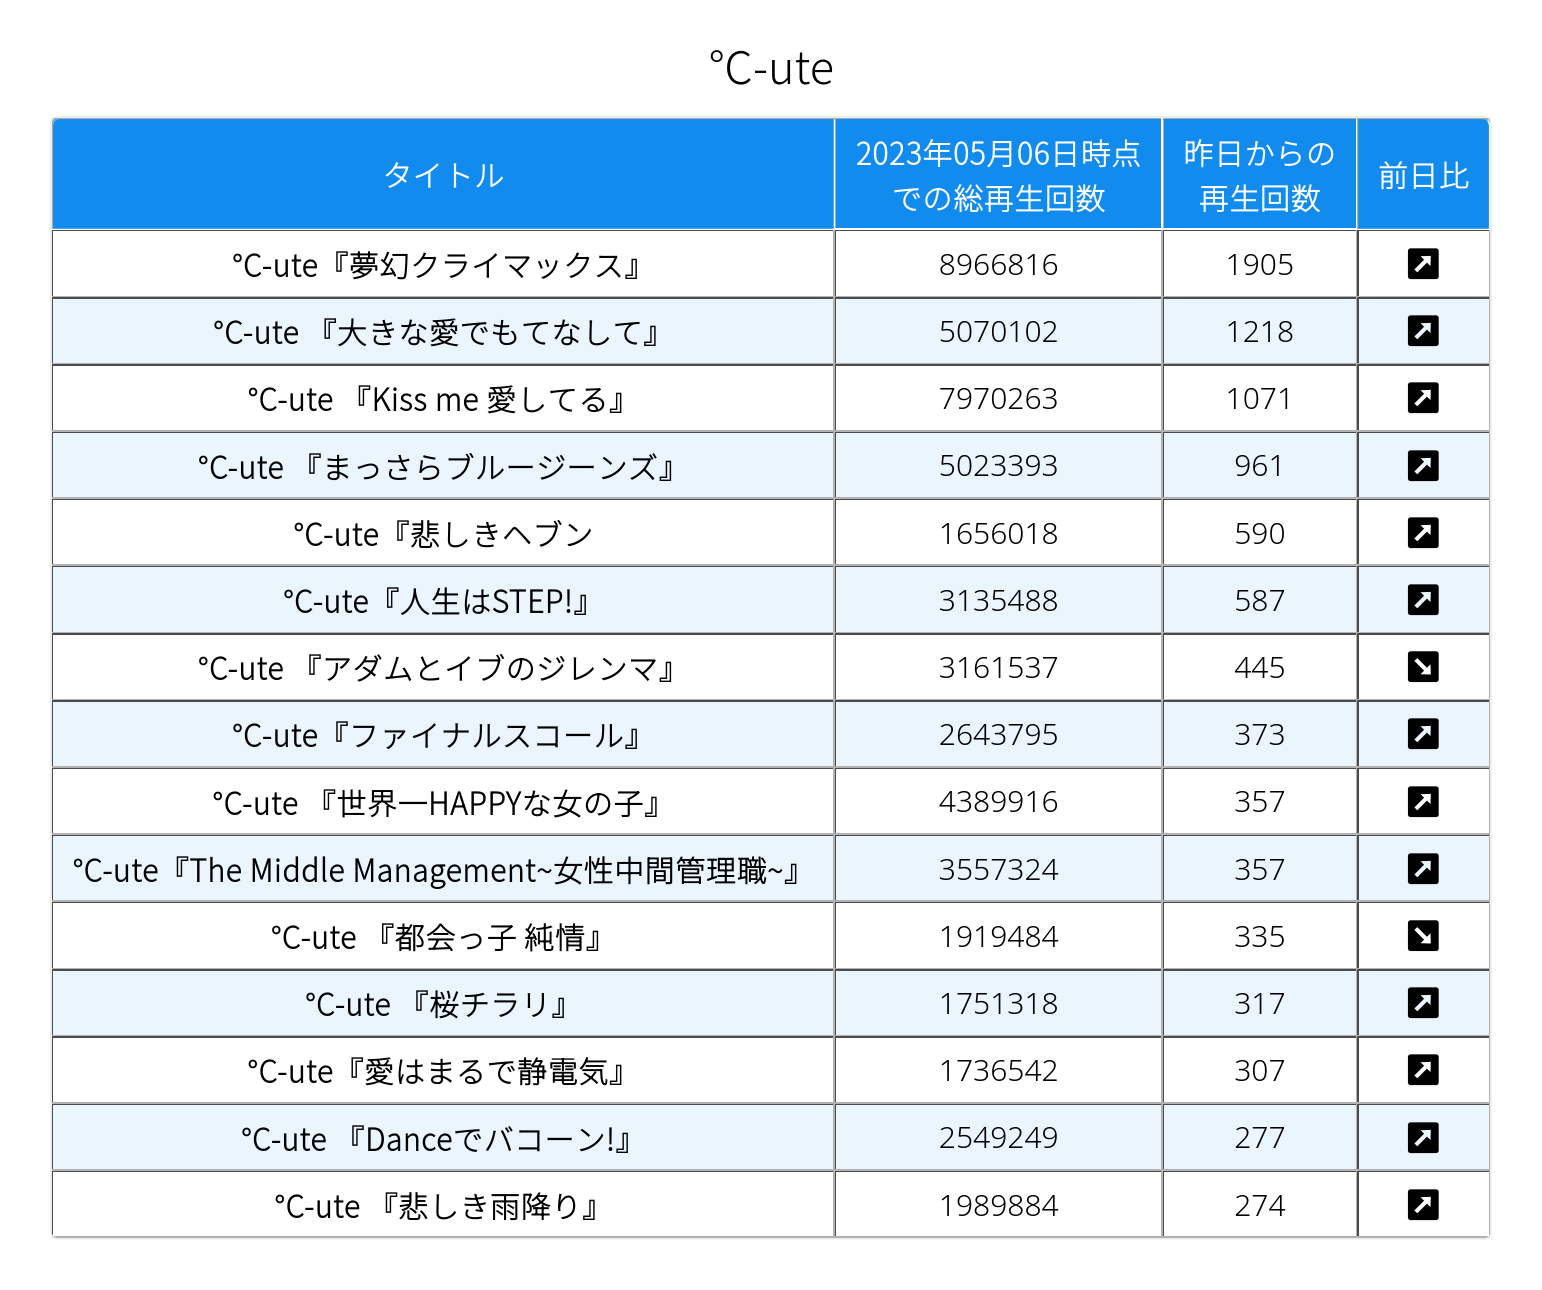 ℃-ute
タイトル 2023年05月06日時点での総再生回数 昨日からの再生回数 前日比
℃-ute『夢幻クライマックス』 8966816 1905 ↗
℃-ute 『大きな愛でもてなして』 5070102 1218 ↗
℃-ute 『Kiss me 愛してる』 7970263 1071 ↗
℃-ute 『まっさらブルージーンズ』 5023393 961 ↗
℃-ute『悲しきヘブン 1656018 590 ↗
℃-ute『人生はSTEP!』 3135488 587 ↗
℃-ute 『アダムとイブのジレンマ』 3161537 445 ↘
℃-ute『ファイナルスコール』 2643795 373 ↗
℃-ute 『世界一HAPPYな女の子』 4389916 357 ↗
℃-ute『The Middle Management~女性中間管理職~』 3557324 357 ↗
℃-ute 『都会っ子 純情』 1919484 335 ↘
℃-ute 『桜チラリ』 1751318 317 ↗
℃-ute『愛はまるで静電気』 1736542 307 ↗
℃-ute 『Danceでバコーン!』 2549249 277 ↗
℃-ute 『悲しき雨降り』 1989884 274 ↗